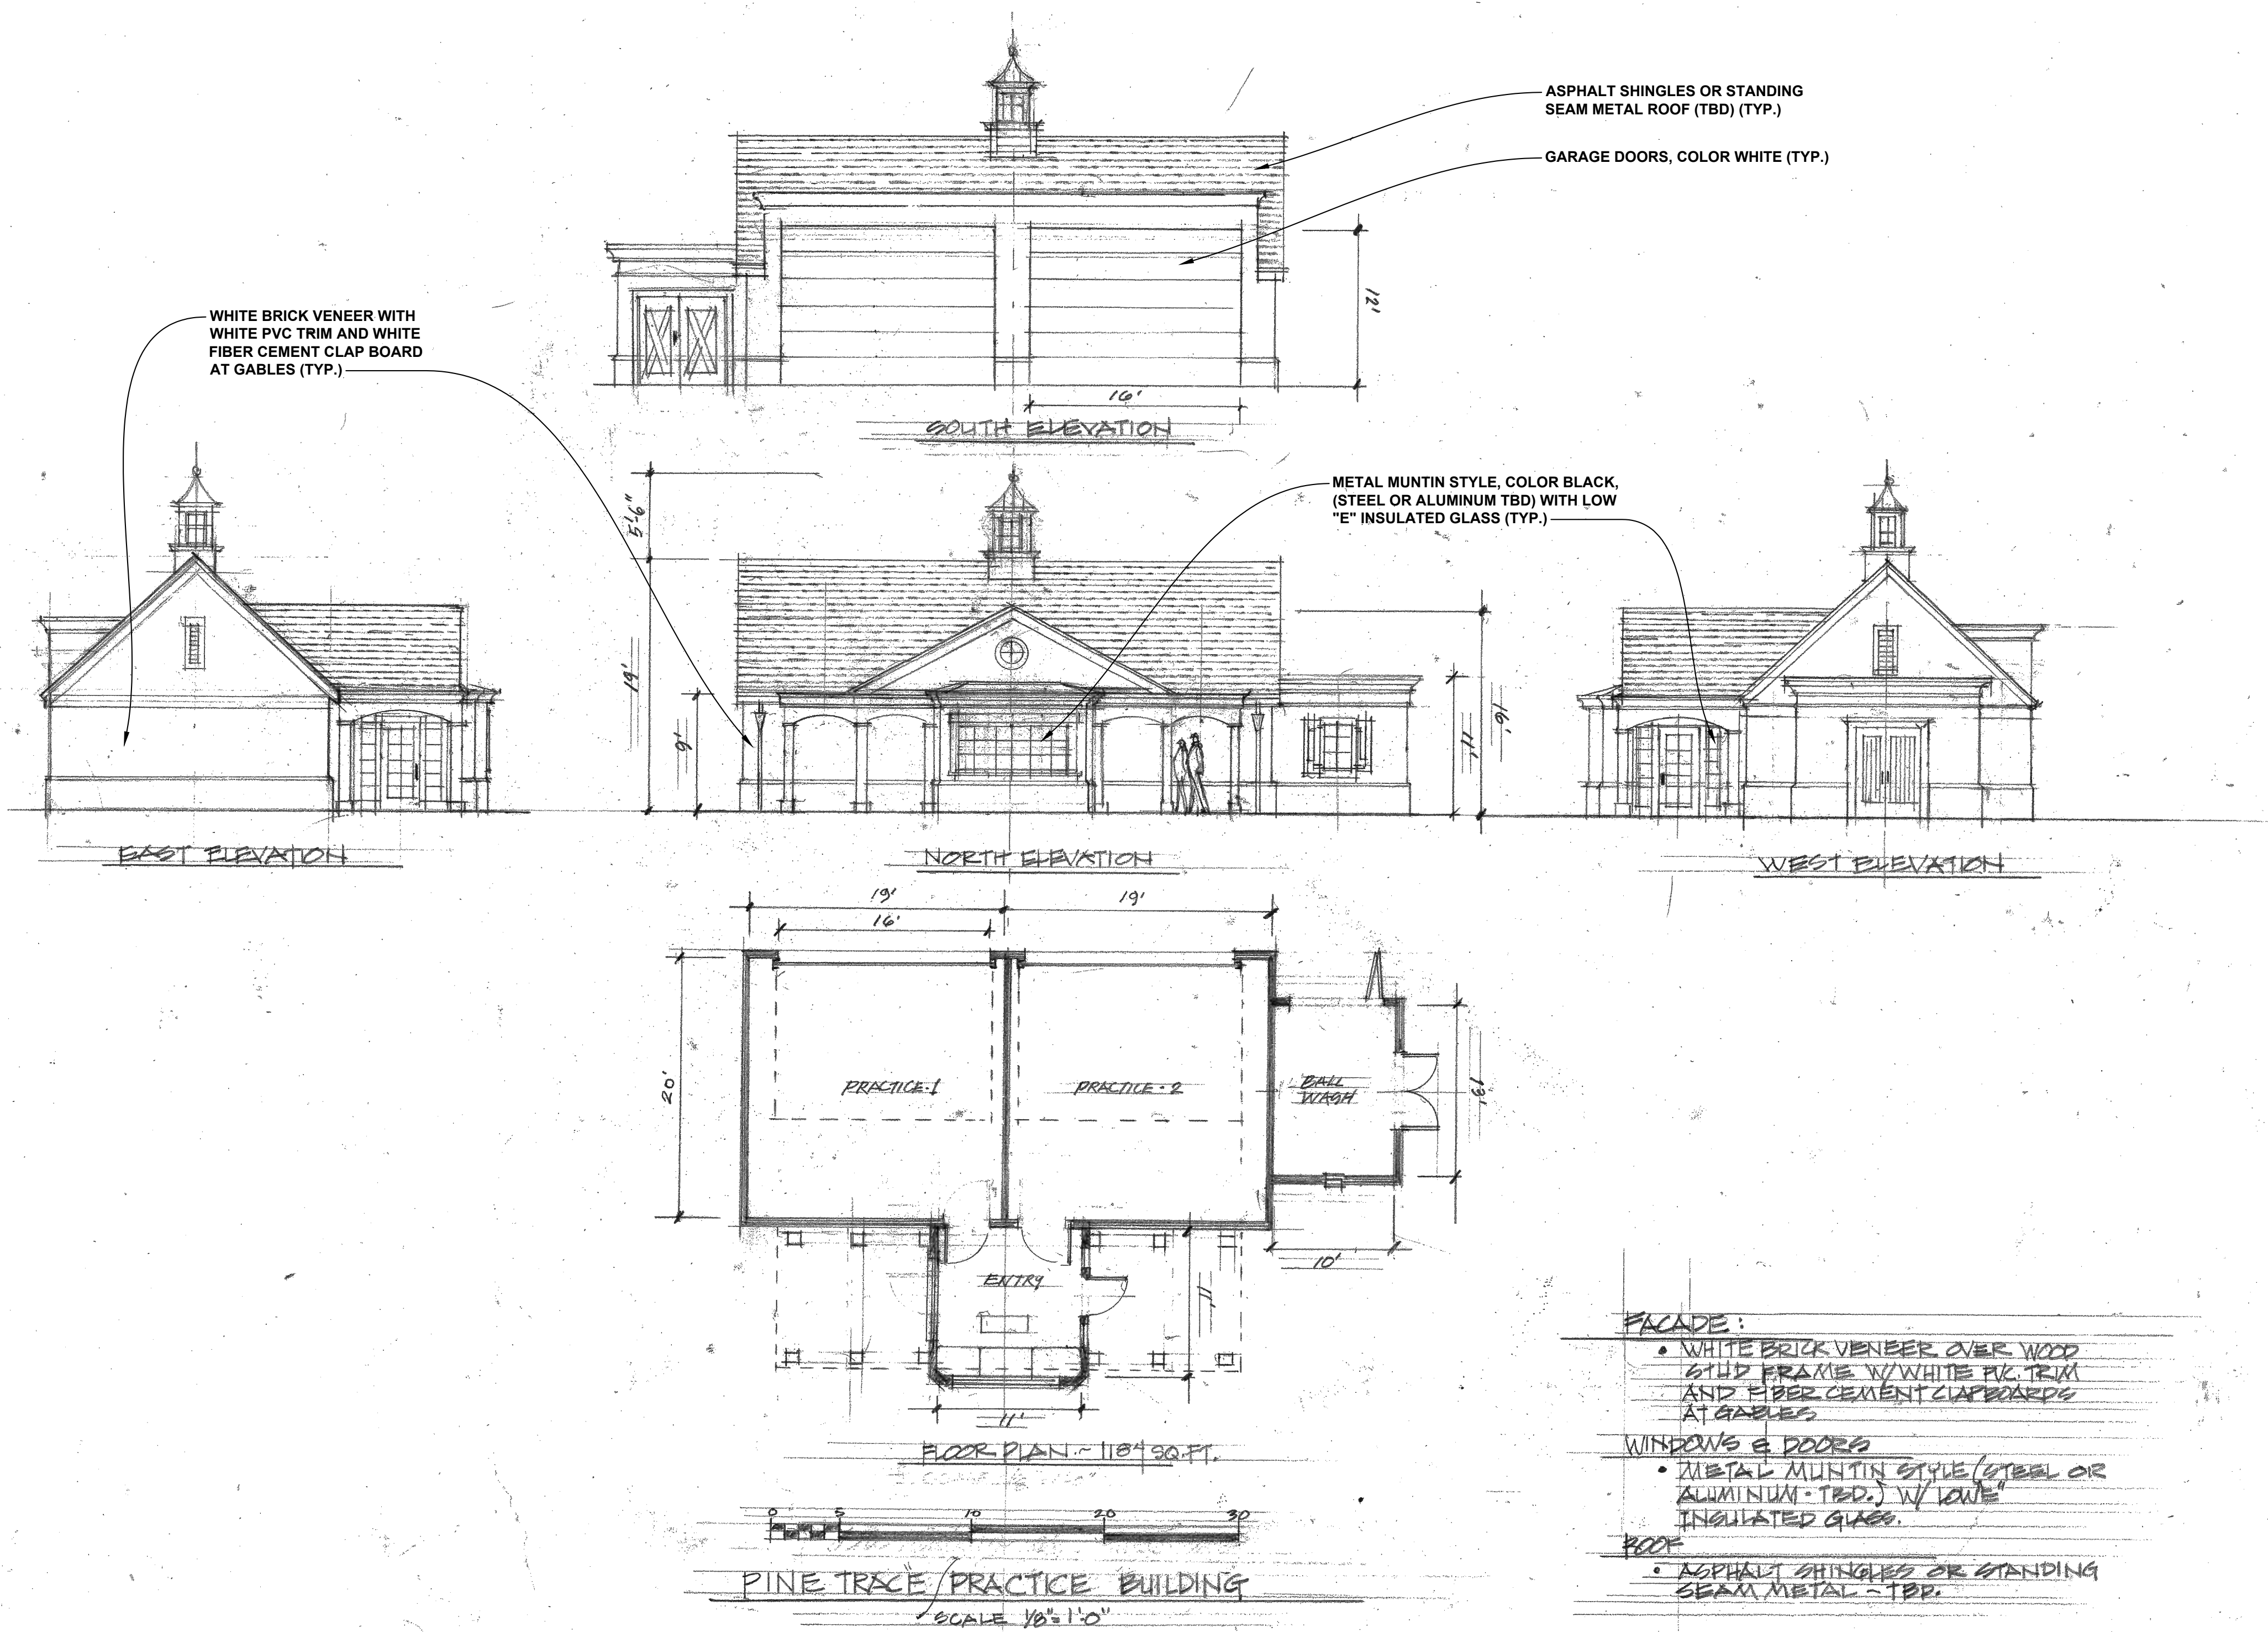 ASPHALT SHINGLES OR STANDING
SEAM METAL ROOF (TBD) (TYP.)
GARAGE DOORS, COLOR WHITE (TYP.)
12'
16'
SOUTH ELEVATION
WHITE BRICK VENEER WITH
WHITE PVC TRIM AND WHITE
FIBER CEMENT CLAP BOARD
AT GABLES (TYP.)
METAL MUNTIN STYLE, COLOR BLACK,
(STEEL OR ALUMINUM TBD) WITH LOW
"E" INSULATED GLASS (TYP.)
5'-6"
19'
9'
11'
16'
EAST ELEVATION
NORTH ELEVATION
WEST ELEVATION
19'
19'
16'
20'
PRACTICE-1
PRACTICE-2
BALL
WASH
13'
10'
ENTRY
11'
11'
FLOOR PLAN ~ 1184 SQ.FT.
0 5 10 20 30
PINE TRACE/PRACTICE BUILDING
SCALE 1/8"=1'-0"
FACADE:
• WHITE BRICK VENEER OVER WOOD
STUD FRAME W/WHITE PVC. TRIM
AND FIBER CEMENT CLAPBOARDS
AT GABLES
WINDOWS & DOORS
• METAL MUNTIN STYLE (STEEL OR
ALUMINUM - TBD.) W/ LOW "E"
INSULATED GLASS.
ROOF
• ASPHALT SHINGLES OR STANDING
SEAM METAL - TBD.